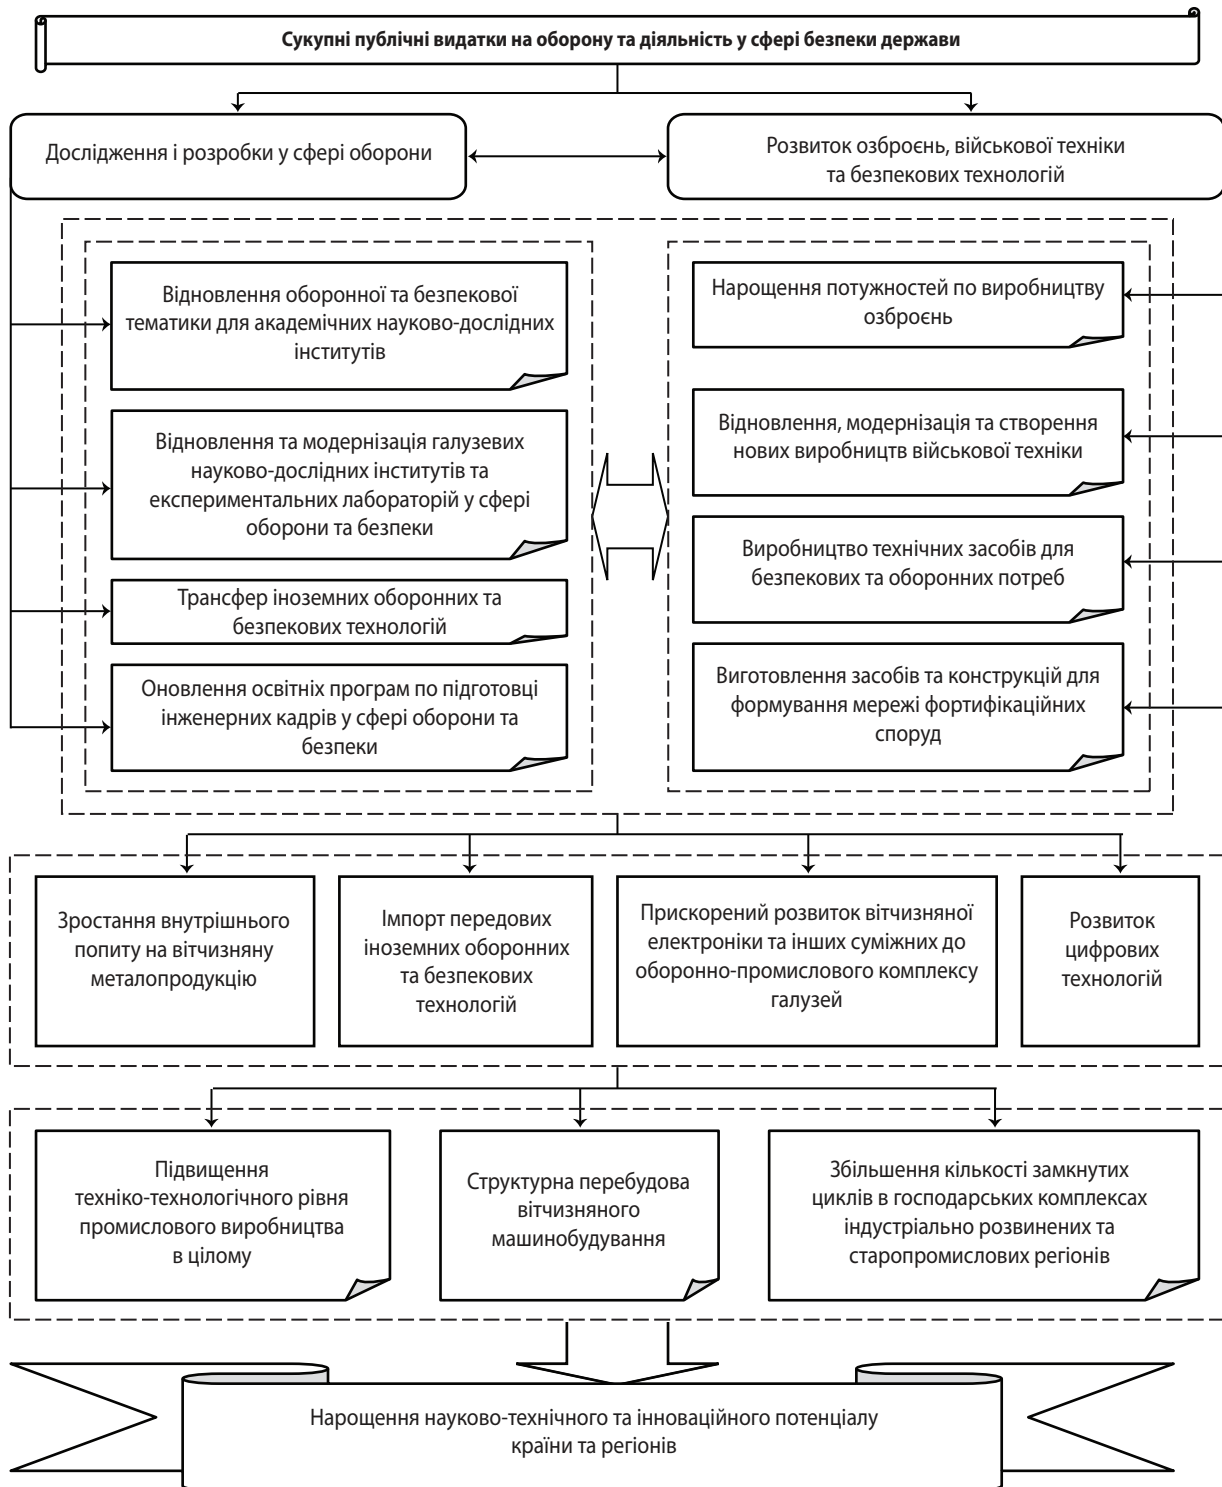 Сукупні публічні видатки на оборону та діяльність у сфері безпеки держави
Дослідження і розробки у сфері оборони
Розвиток озброєнь, військової техніки
та безпекових технологій
Відновлення оборонної та безпекової
тематики для академічних науково-дослідних
інститутів
Відновлення та модернізація галузевих
науково-дослідних інститутів та
експериментальних лабораторій у сфері
оборони та безпеки
Трансфер іноземних оборонних та
безпекових технологій
Оновлення освітніх програм по підготовці
інженерних кадрів у сфері оборони та
безпеки
Нарощення потужностей по виробництву
озброєнь
Відновлення, модернізація та створення
нових виробництв військової техніки
Виробництво технічних засобів для
безпекових та оборонних потреб
Виготовлення засобів та конструкцій для
формування мережі фортифікаційних
споруд
Зростання внутрішнього
попиту на вітчизняну
металопродукцію
Імпорт передових
іноземних оборонних
та безпекових
технологій
Прискорений розвиток вітчизняної
електроніки та інших суміжних до
оборонно-промислового комплексу
галузей
Розвиток
цифрових
технологій
Підвищення
техніко-технологічного рівня
промислового виробництва
в цілому
Структурна перебудова
вітчизняного
машинобудування
Збільшення кількості замкнутих
циклів в господарських комплексах
індустріально розвинених та
старопромислових регіонів
Нарощення науково-технічного та інноваційного потенціалу
країни та регіонів